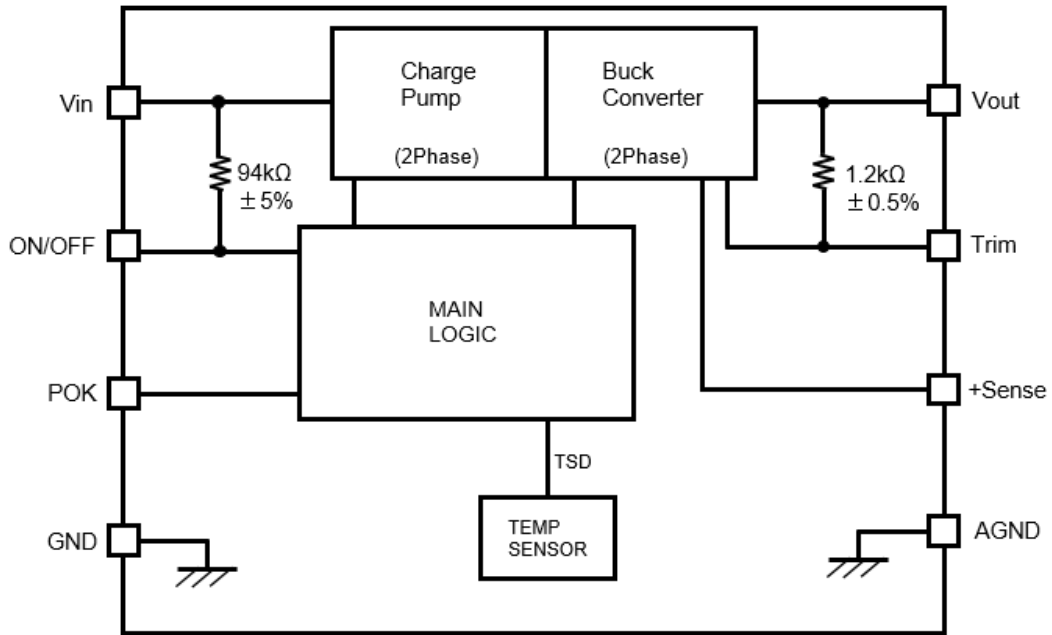 Charge
Pump
(2Phase)
Buck
Converter
(2Phase)
Vin
Vout
94kΩ
±5%
1.2kΩ
±0.5%
ON/OFF
Trim
MAIN
LOGIC
POK
+Sense
TSD
TEMP
SENSOR
GND
AGND